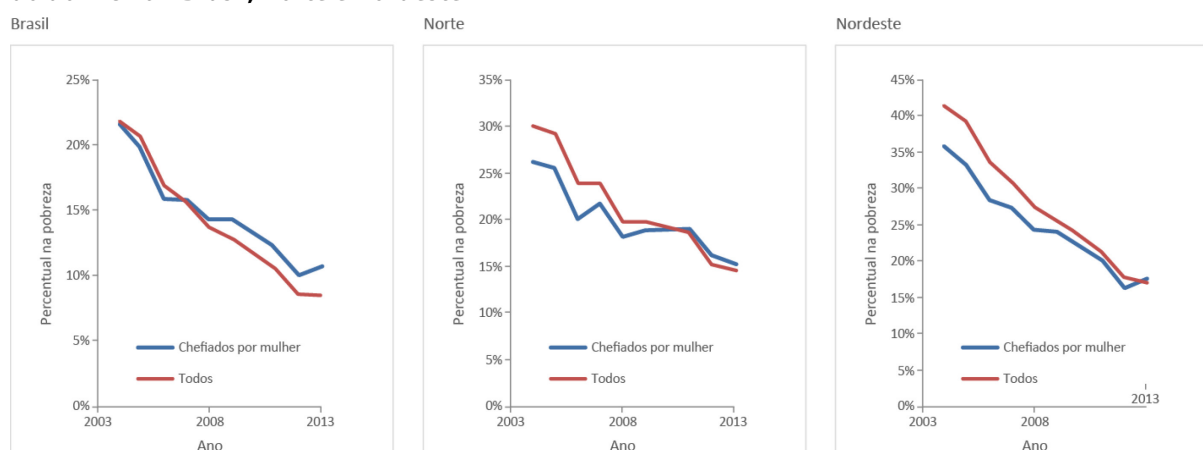 Brasil
Norte
Nordeste
Percentual na pobreza
25%
20%
15%
10%
5%
0%
Chefiados por mulher
Todos
2003
2008
2013
Ano
Percentual na pobreza
35%
30%
25%
20%
15%
10%
5%
0%
Chefiados por mulher
Todos
2003
2008
2013
Ano
Percentual na pobreza
45%
40%
35%
30%
25%
20%
15%
10%
5%
0%
Chefiados por mulher
Todos
2003
2008
2013
Ano